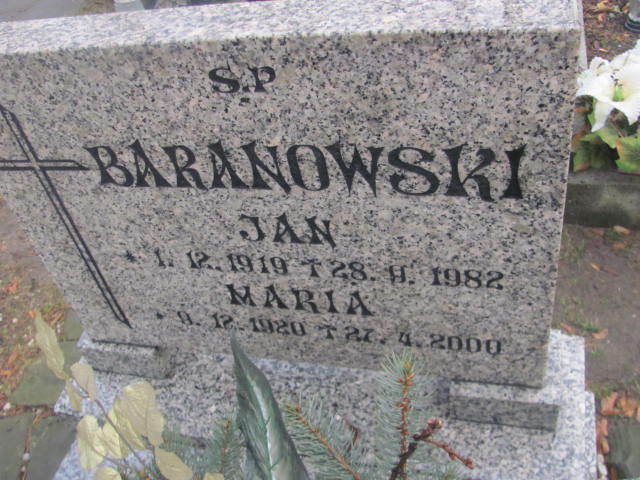 Ś.P
BARANOWSKI
JAN
* 1. 12. 1919 † 28. 9. 1982
MARIA
* 9. 12. 1920 † 27. 4. 2000